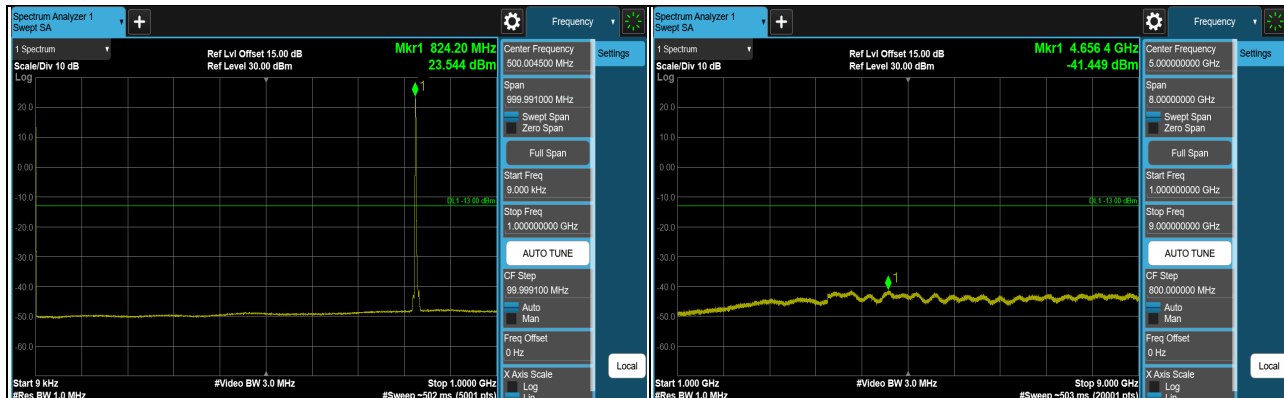 Spectrum Analyzer 1
Swept SA
Frequency
Settings
1 Spectrum
Scale/Div 10 dB
Log
Ref Lvl Offset 15.00 dB
Ref Level 30.00 dBm
Mkr1 824.20 MHz
23.544 dBm
1
20.0
10.0
0.00
-10.0
-20.0
-30.0
-40.0
-50.0
-60.0
DL1 -13.00 dBm
Start 9 kHz
#Res BW 1.0 MHz
#Video BW 3.0 MHz
Stop 1.0000 GHz
#Sweep ~502 ms (5001 pts)
Center Frequency
500.004500 MHz
Span
999.991000 MHz
Swept Span
Zero Span
Full Span
Start Freq
9.000 kHz
Stop Freq
1.000000000 GHz
AUTO TUNE
CF Step
99.999100 MHz
Auto
Man
Freq Offset
0 Hz
X Axis Scale
Log
Lin
Local
Spectrum Analyzer 1
Swept SA
Frequency
Settings
1 Spectrum
Scale/Div 10 dB
Log
Ref Lvl Offset 15.00 dB
Ref Level 30.00 dBm
Mkr1 4.656 4 GHz
-41.449 dBm
1
20.0
10.0
0.00
-10.0
-20.0
-30.0
-40.0
-50.0
-60.0
DL1 -13.00 dBm
Start 1.000 GHz
#Res BW 1.0 MHz
#Video BW 3.0 MHz
Stop 9.000 GHz
#Sweep ~503 ms (20001 pts)
Center Frequency
5.00000000 GHz
Span
8.00000000 GHz
Swept Span
Zero Span
Full Span
Start Freq
1.000000000 GHz
Stop Freq
9.000000000 GHz
AUTO TUNE
CF Step
800.000000 MHz
Auto
Man
Freq Offset
0 Hz
X Axis Scale
Log
Lin
Local